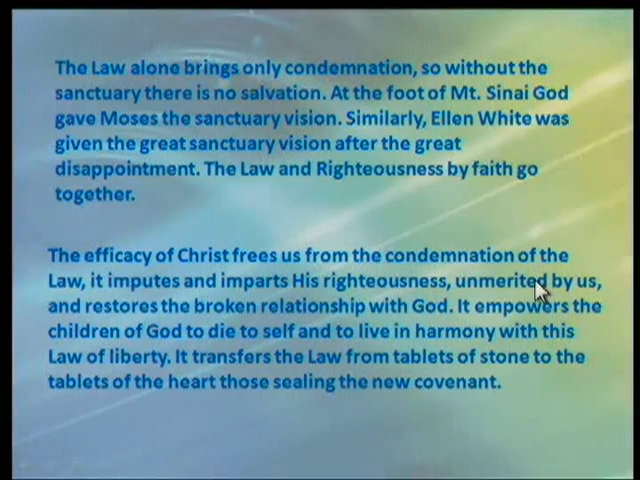 The Law alone brings only condemnation, so without the
sanctuary there is no salvation. At the foot of Mt. Sinai God
gave Moses the sanctuary vision. Similarly, Ellen White was
given the great sanctuary vision after the great
disappointment. The Law and Righteousness by faith go
together.
The efficacy of Christ frees us from the condemnation of the
Law, it imputes and imparts His righteousness, unmerited by us,
and restores the broken relationship with God. It empowers the
children of God to die to self and to live in harmony with this
Law of liberty. It transfers the Law from tablets of stone to the
tablets of the heart those sealing the new covenant.